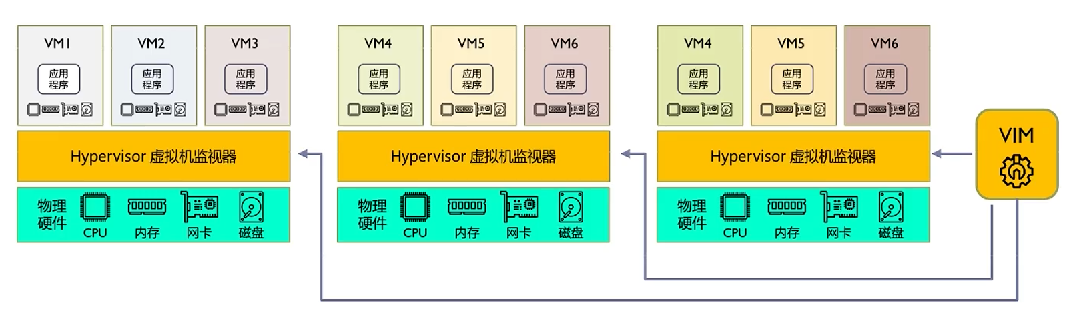 VM1
VM2
VM3
应用
程序
应用
程序
应用
程序
Hypervisor 虚拟机监视器
物理
硬件
CPU
内存
网卡
磁盘
VM4
VM5
VM6
应用
程序
应用
程序
应用
程序
Hypervisor 虚拟机监视器
物理
硬件
CPU
内存
网卡
磁盘
VM4
VM5
VM6
应用
程序
应用
程序
应用
程序
Hypervisor 虚拟机监视器
物理
硬件
CPU
内存
网卡
磁盘
VIM